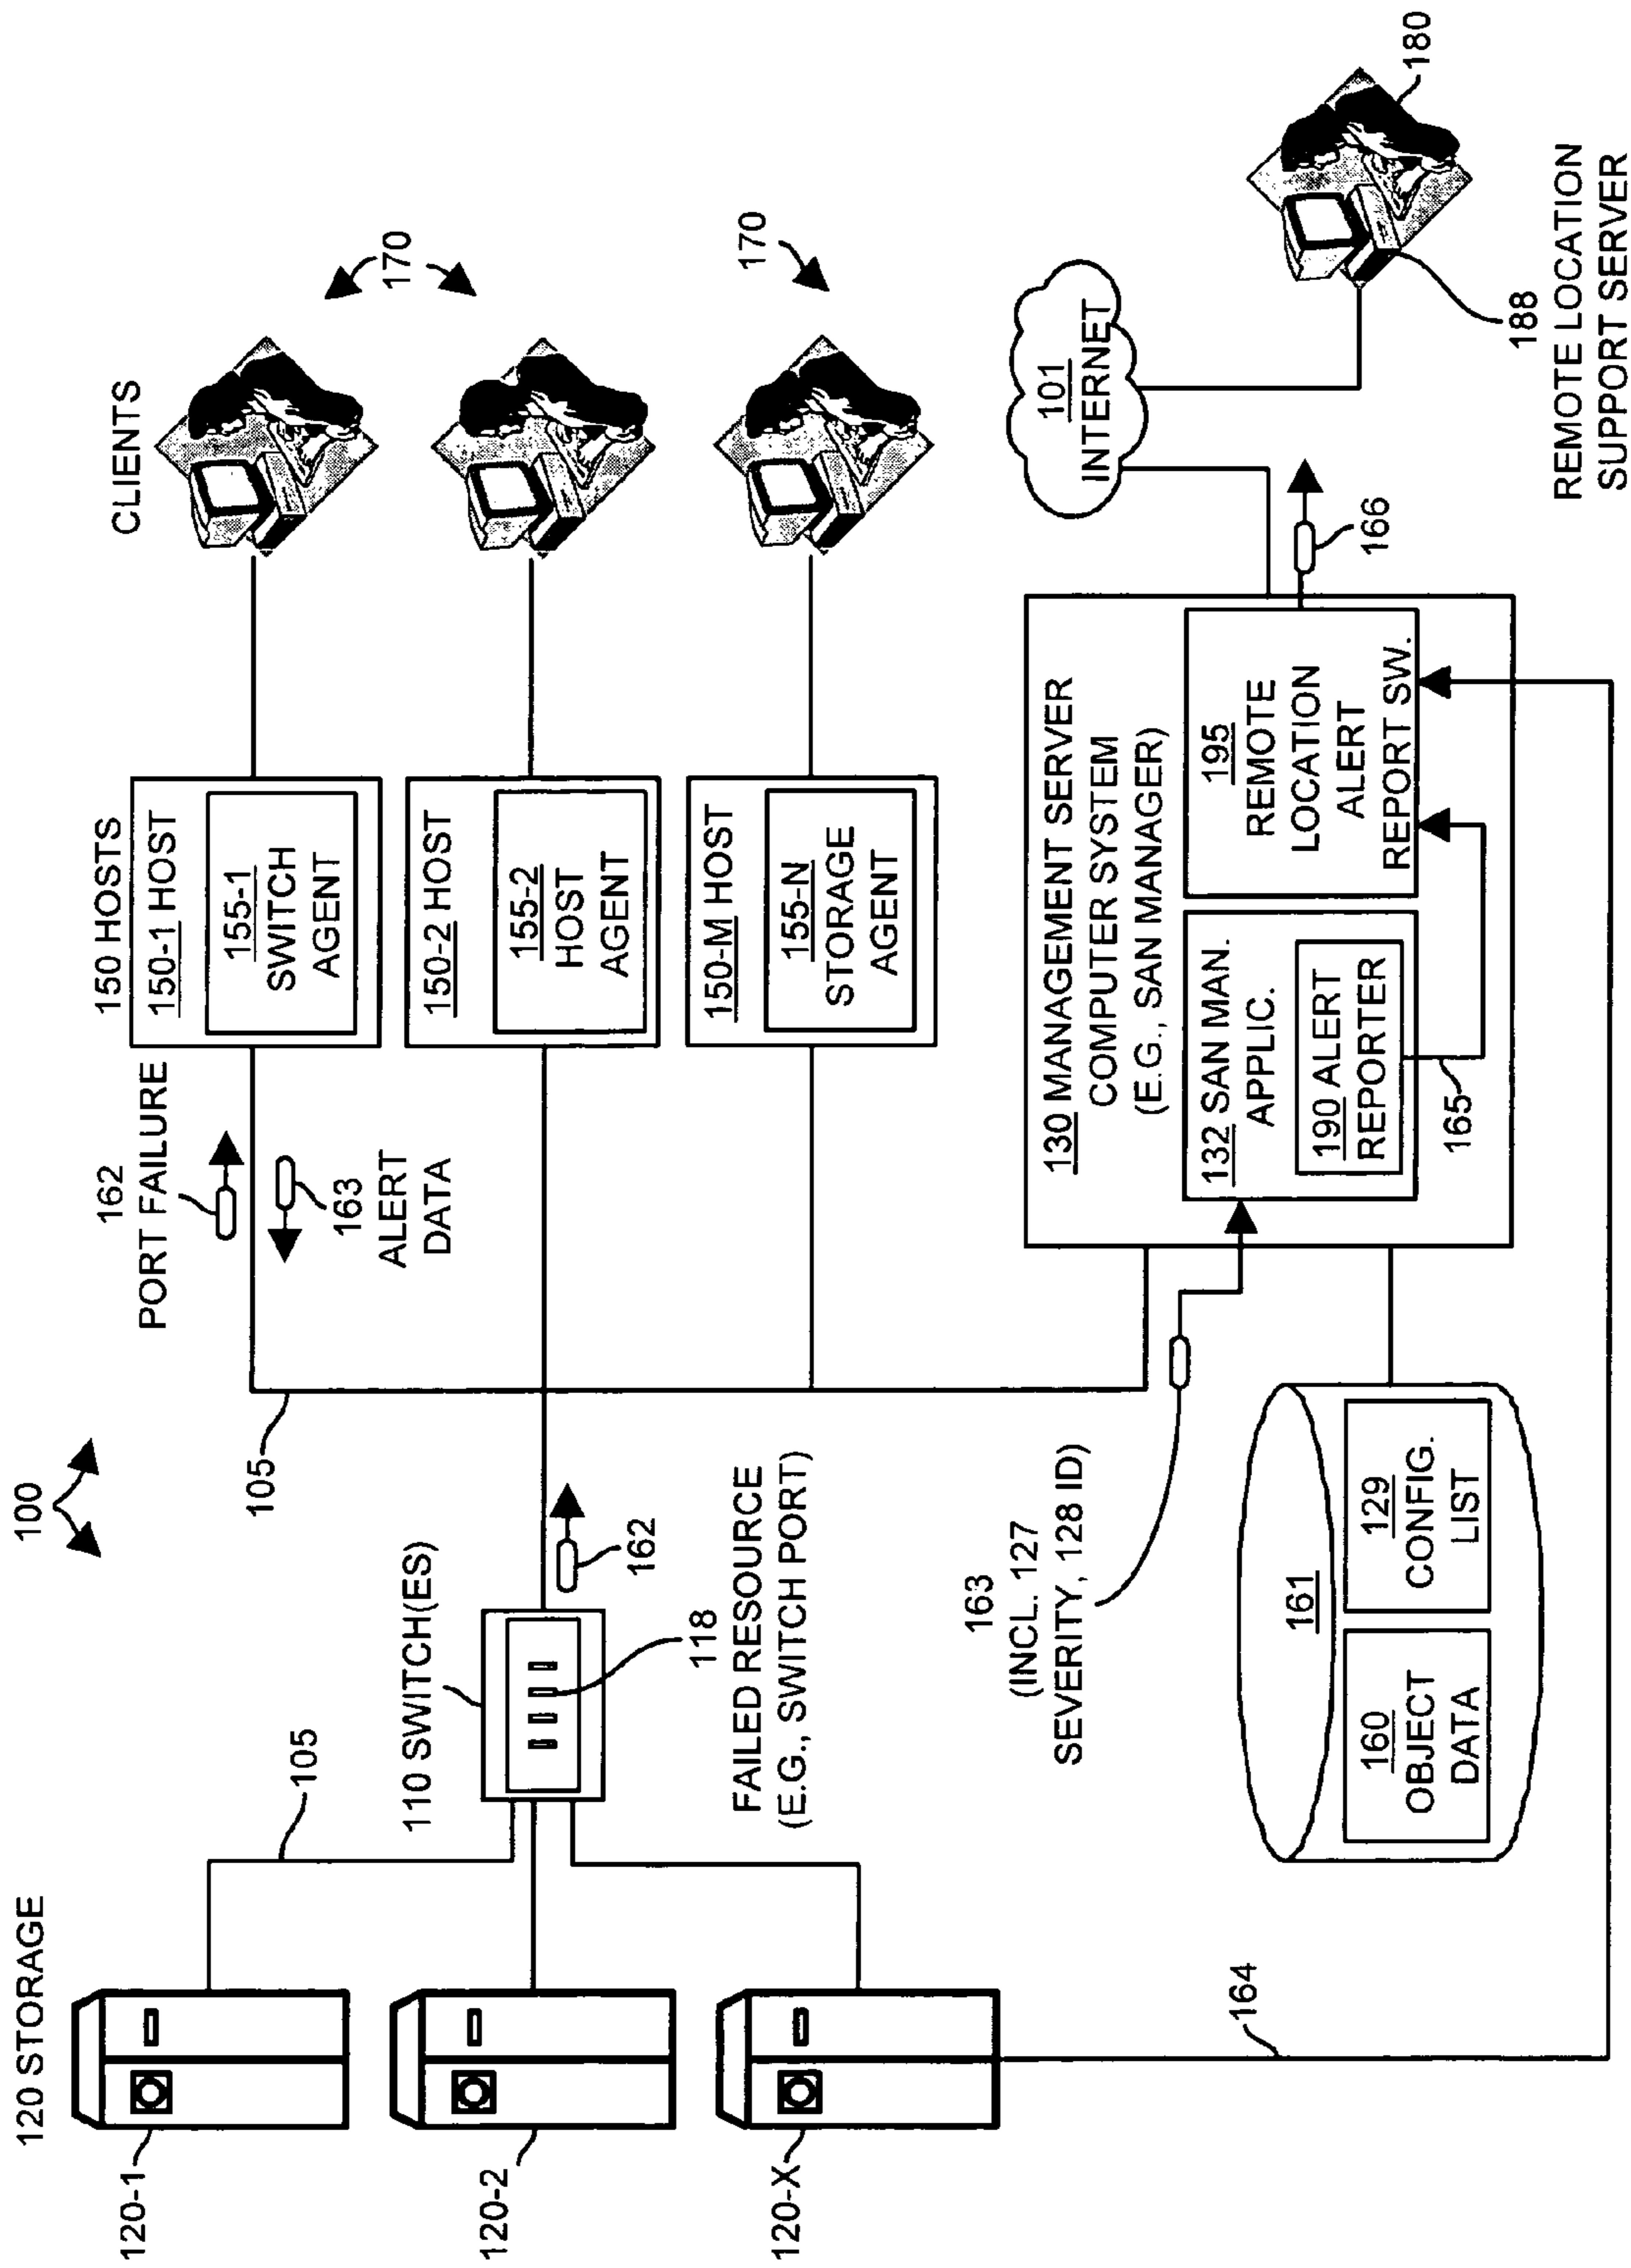 100
120 STORAGE
120-1
120-2
120-X
105
110 SWITCH(ES)
162
118
FAILED RESOURCE
(E.G., SWITCH PORT)
105
162
PORT FAILURE
163
ALERT
DATA
150 HOSTS
150-1 HOST
155-1
SWITCH
AGENT
150-2 HOST
155-2
HOST
AGENT
150-M HOST
155-N
STORAGE
AGENT
CLIENTS
170
170
164
163
(INCL. 127
SEVERITY, 128 ID)
161
160
OBJECT
DATA
129
CONFIG.
LIST
130 MANAGEMENT SERVER
COMPUTER SYSTEM
(E.G., SAN MANAGER)
132 SAN MAN.
APPLIC.
190 ALERT
REPORTER
165
195
REMOTE
LOCATION
ALERT
REPORT SW.
166
101
INTERNET
180
188
REMOTE LOCATION
SUPPORT SERVER